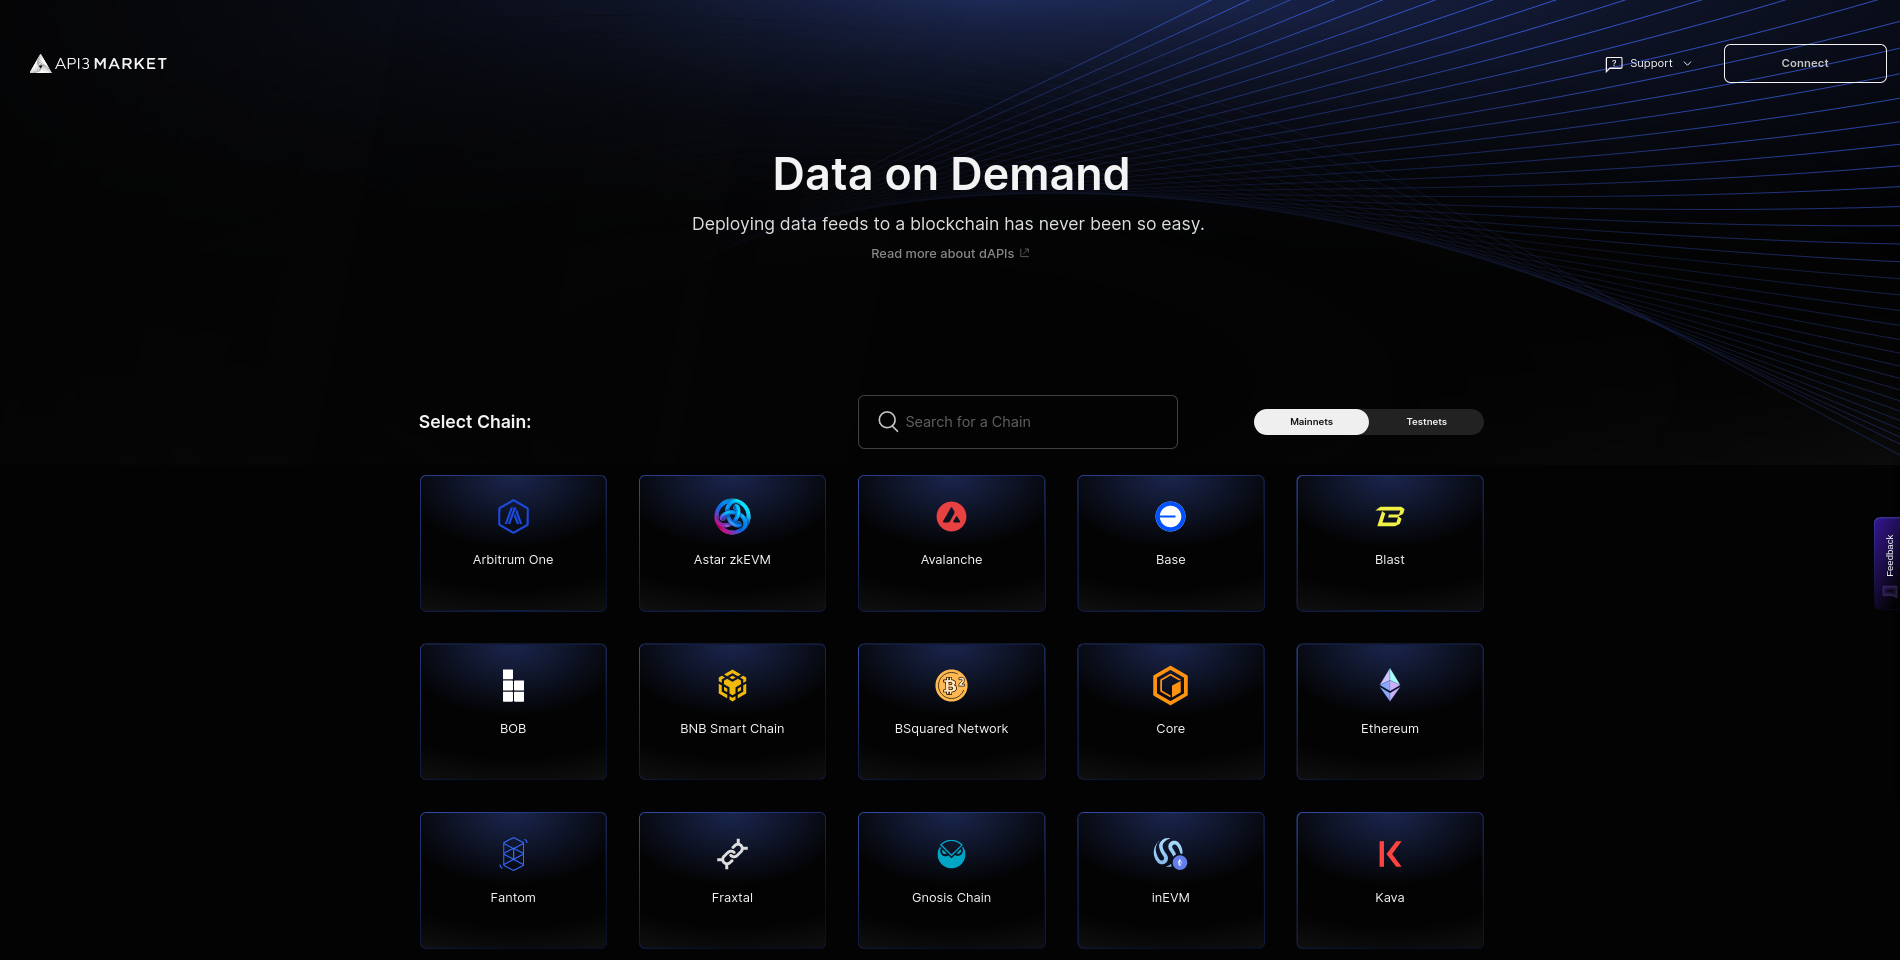 API3 MARKET
Support
Connect
Data on Demand
Deploying data feeds to a blockchain has never been so easy.
Read more about dAPIs
Select Chain:
Search for a Chain
Mainnets
Testnets
Arbitrum One
Astar zkEVM
Avalanche
Base
Blast
Feedback
BOB
BNB Smart Chain
BSquared Network
Core
Ethereum
Fantom
Fraxtal
Gnosis Chain
inEVM
Kava